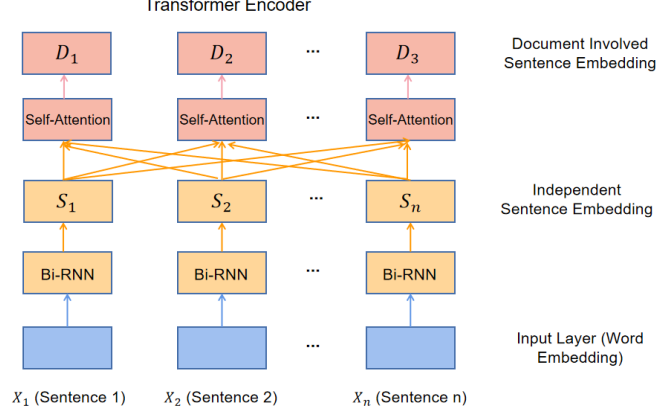 Transformer Encoder
D₁ D₂ ... D₃ Document Involved
Sentence Embedding
Self-Attention Self-Attention ... Self-Attention
S₁ S₂ ... Sₙ Independent
Sentence Embedding
Bi-RNN Bi-RNN ... Bi-RNN
... Input Layer (Word
Embedding)
X₁ (Sentence 1) X₂ (Sentence 2) Xₙ (Sentence n)